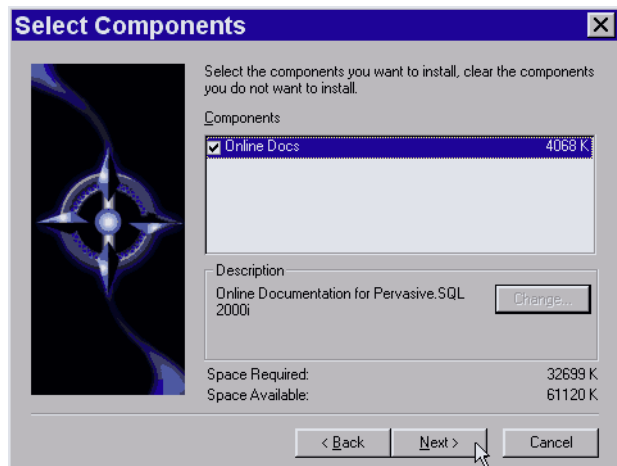 Select Components
Select the components you want to install, clear the components
you do not want to install.
Components
Online Docs 4068 K
Description
Online Documentation for Pervasive.SQL
2000i
Change...
Space Required: 32699 K
Space Available: 61120 K
< Back Next > Cancel